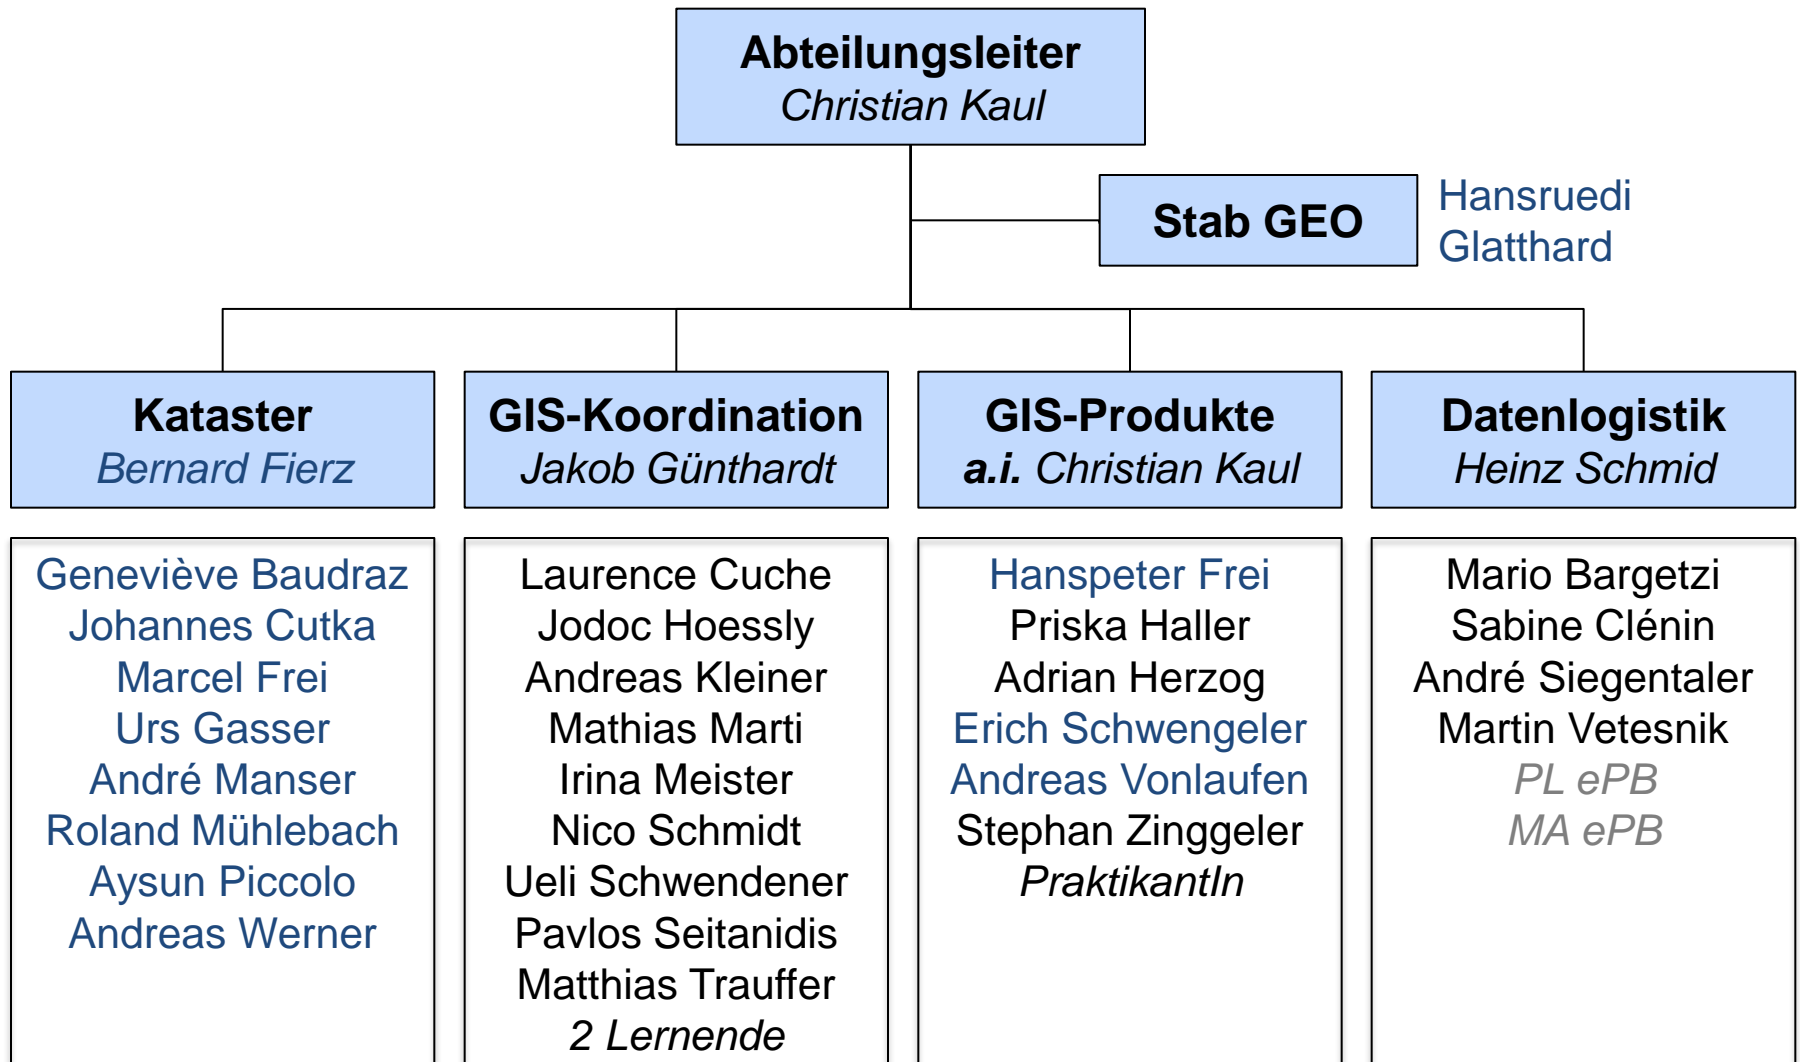 Abteilungsleiter
Christian Kaul
Stab GEO
Hansruedi
Glatthard
Kataster
Bernard Fierz
GIS-Koordination
Jakob Günthardt
GIS-Produkte
a.i. Christian Kaul
Datenlogistik
Heinz Schmid
Geneviève Baudraz
Johannes Cutka
Marcel Frei
Urs Gasser
André Manser
Roland Mühlebach
Aysun Piccolo
Andreas Werner
Laurence Cuche
Jodoc Hoessly
Andreas Kleiner
Mathias Marti
Irina Meister
Nico Schmidt
Ueli Schwendener
Pavlos Seitanidis
Matthias Trauffer
2 Lernende
Hanspeter Frei
Priska Haller
Adrian Herzog
Erich Schwengeler
Andreas Vonlaufen
Stephan Zinggeler
PraktikantIn
Mario Bargetzi
Sabine Clénin
André Siegentaler
Martin Vetesnik
PL ePB
MA ePB